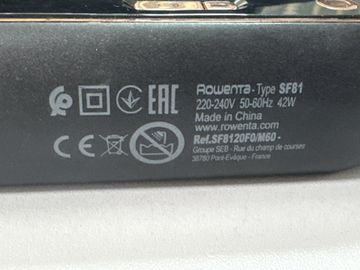 Rowenta - Type SF81
220-240V 50-60Hz 42W
Made in China
www.rowenta.com
Ref.SF8120F0/M60 -
Groupe SEB - Rue du champ de courses
38780 Pont-Evêque - France
EAC
CE